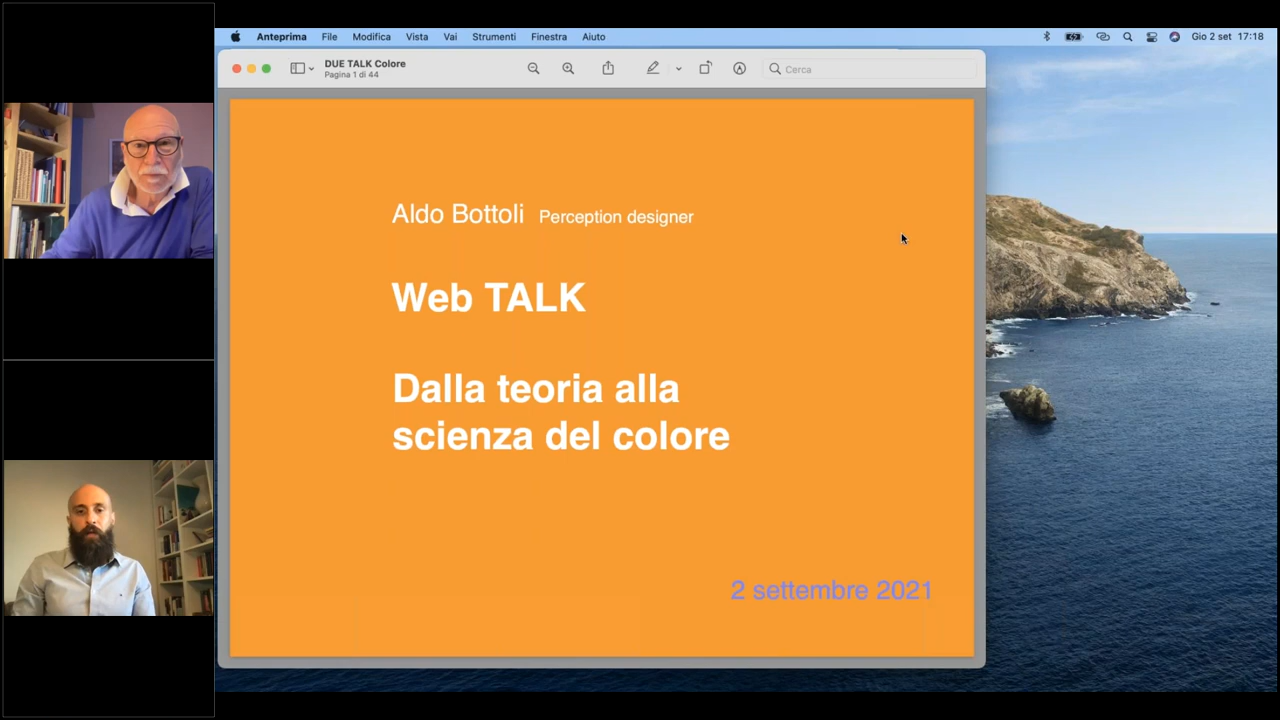 Anteprima File Modifica Vista Vai Strumenti Finestra Aiuto Gio 2 set 17:18
DUE TALK Colore
Pagina 1 di 44
Cerca
Aldo Bottoli Perception designer
Web TALK
Dalla teoria alla
scienza del colore
2 settembre 2021